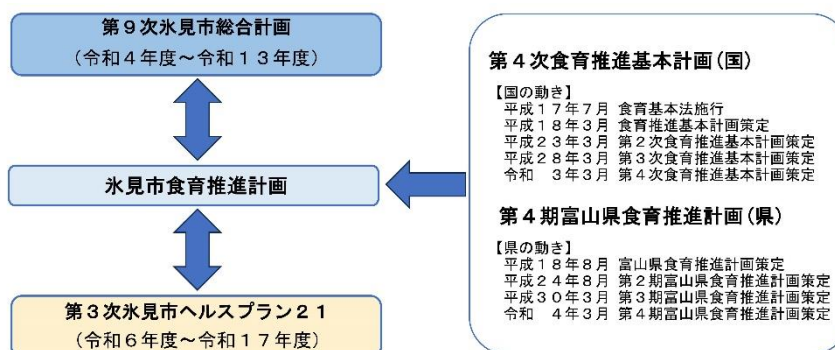 第９次氷見市総合計画
（令和４年度～令和１３年度）
氷見市食育推進計画
第３次氷見市ヘルスプラン２１
（令和６年度～令和１７年度）
第４次食育推進基本計画（国）
【国の動き】
平成１７年７月 食育基本法施行
平成１８年３月 食育推進基本計画策定
平成２３年３月 第２次食育推進基本計画策定
平成２８年３月 第３次食育推進基本計画策定
令和　３年３月 第４次食育推進基本計画策定
第４期富山県食育推進計画（県）
【県の動き】
平成１８年８月 富山県食育推進計画策定
平成２４年８月 第２期富山県食育推進計画策定
平成３０年３月 第３期富山県食育推進計画策定
令和　４年３月 第４期富山県食育推進計画策定